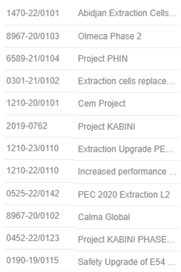 1470-22/0101 Abidjan Extraction Cells...
8967-20/0103 Olmeca Phase 2
6589-21/0104 Project PHIN
0301-21/0102 Extraction cells replace...
1210-20/0101 Cem Project
2019-0762 Project KABINI
1210-23/0110 Extraction Upgrade PE...
1210-22/0110 Increased performance ...
0525-22/0142 PEC 2020 Extraction L2
8967-20/0102 Calma Global
0452-22/0123 Project KABINI PHASE...
0190-19/0115 Safety Upgrade of E54 ...